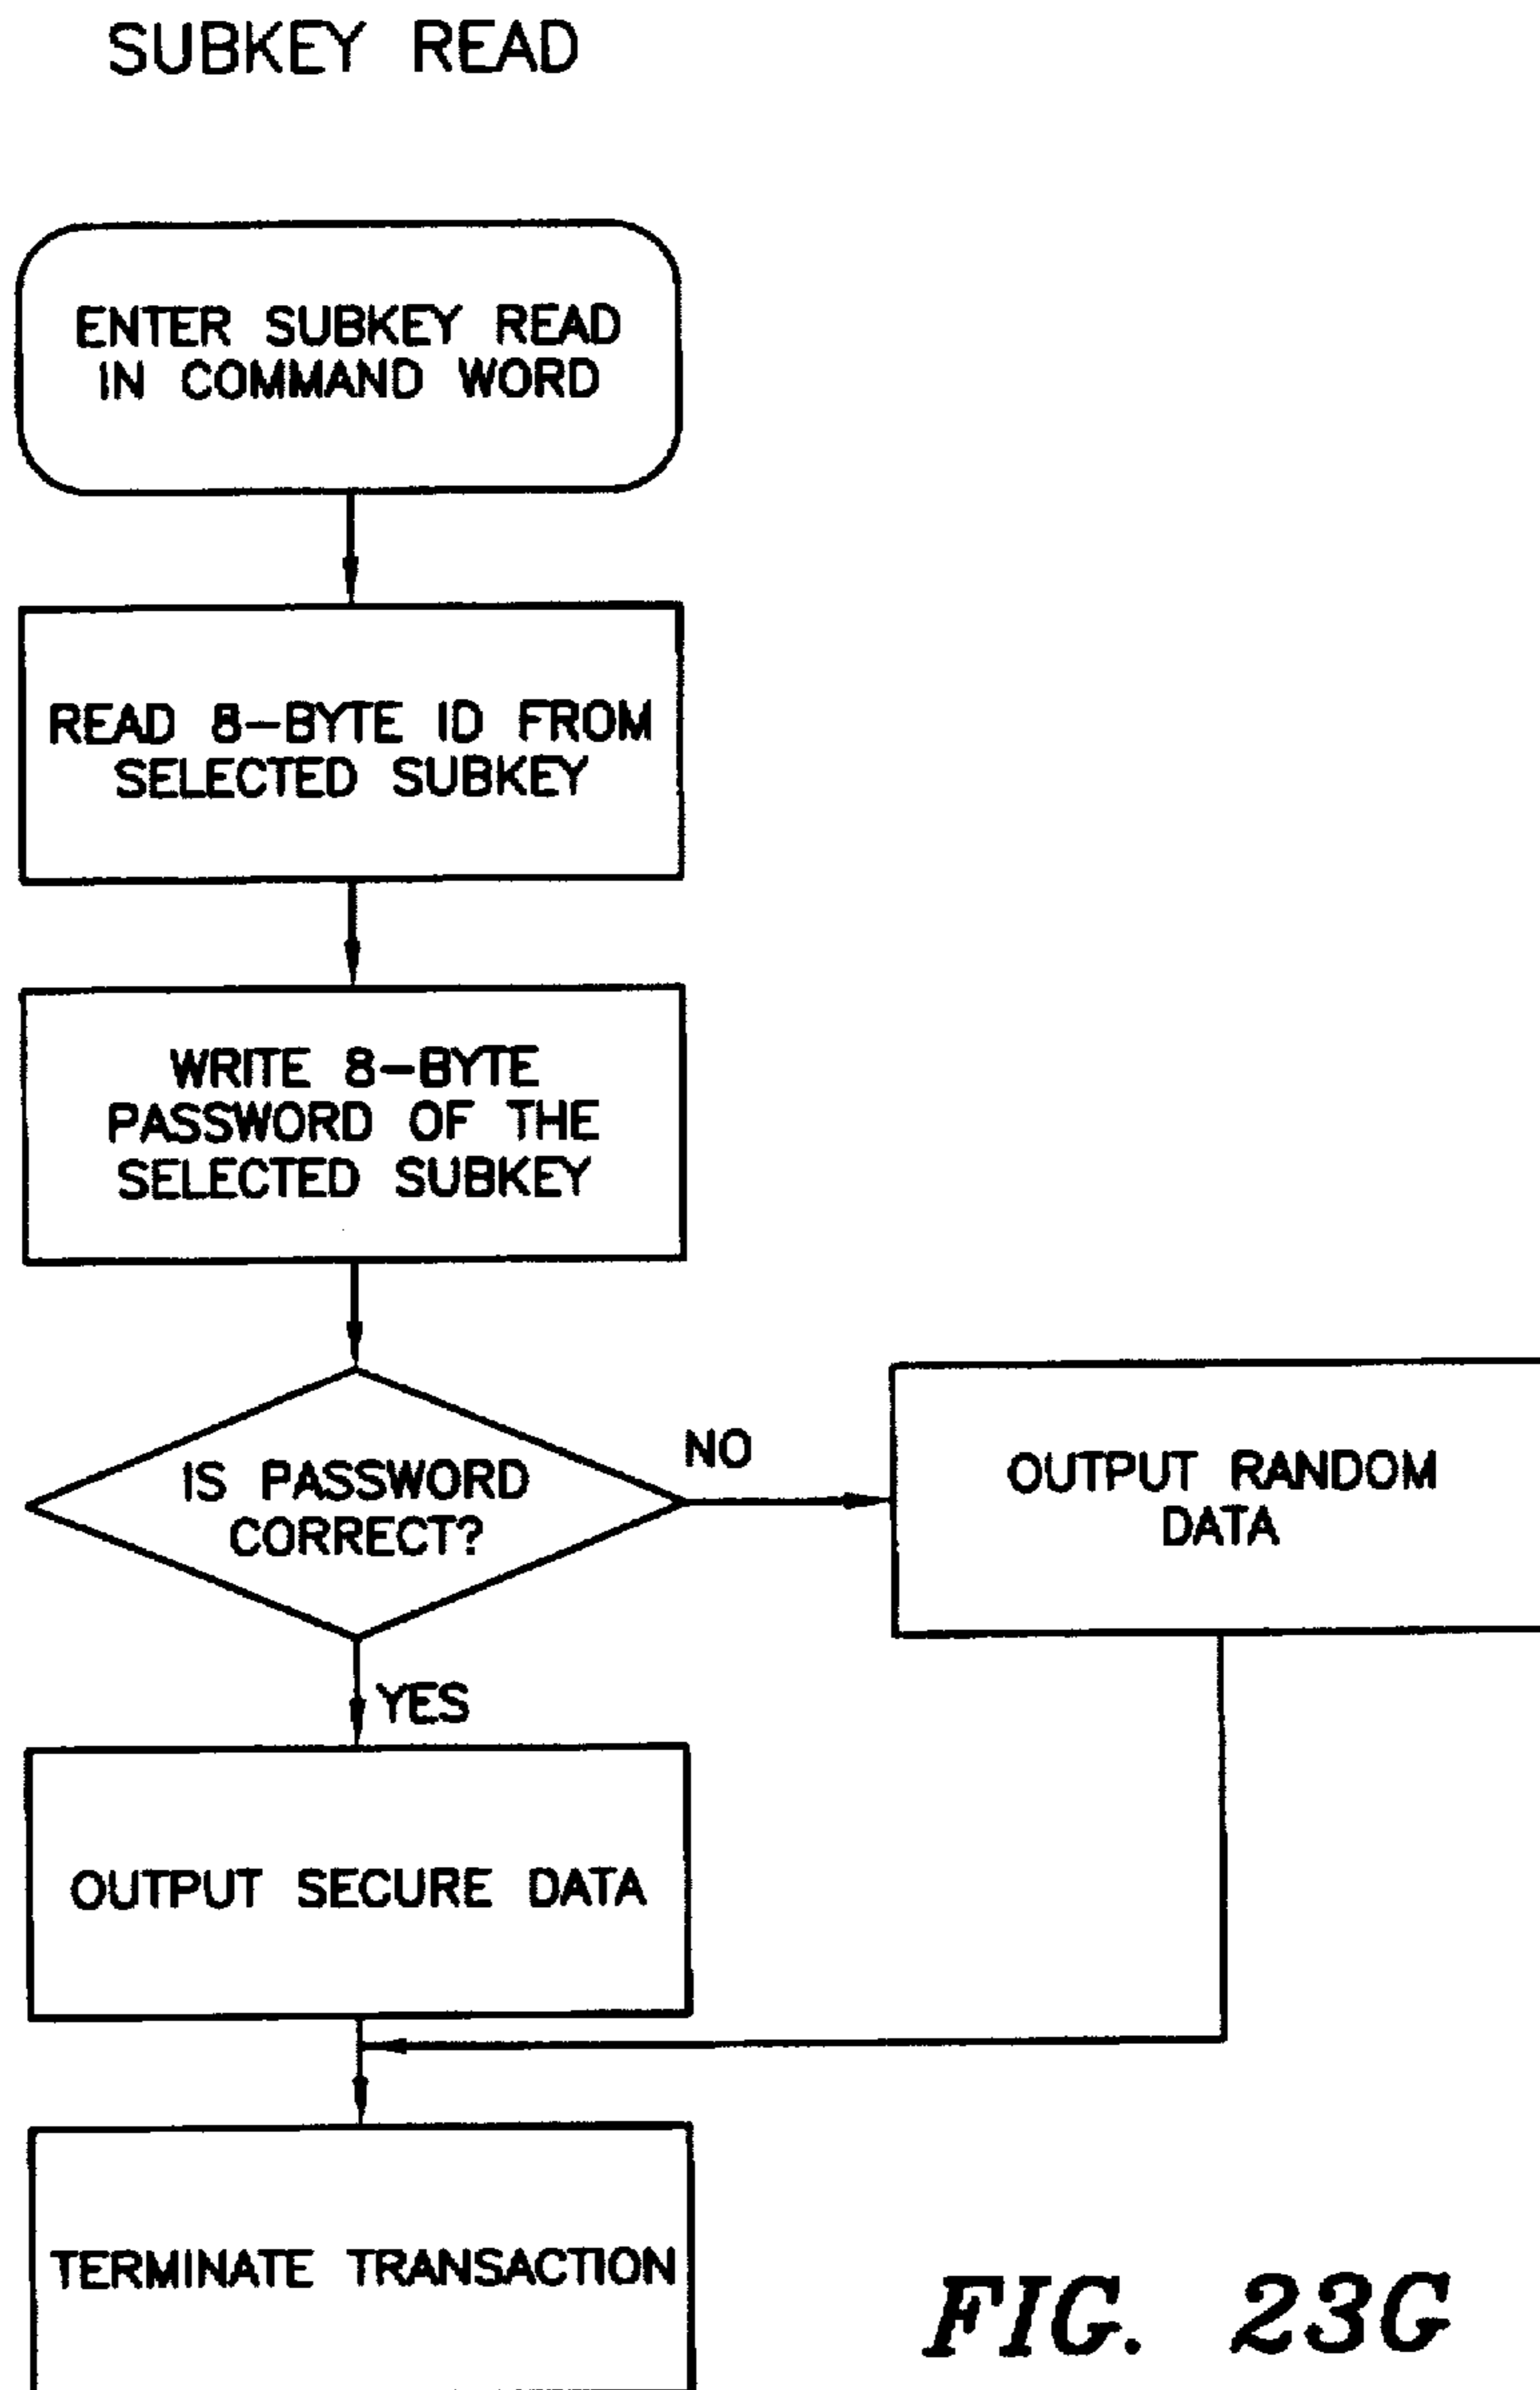 SUBKEY READ
ENTER SUBKEY READ
IN COMMAND WORD
READ 8-BYTE ID FROM
SELECTED SUBKEY
WRITE 8-BYTE
PASSWORD OF THE
SELECTED SUBKEY
IS PASSWORD
CORRECT?
NO
OUTPUT RANDOM
DATA
YES
OUTPUT SECURE DATA
TERMINATE TRANSACTION
FIG. 23G